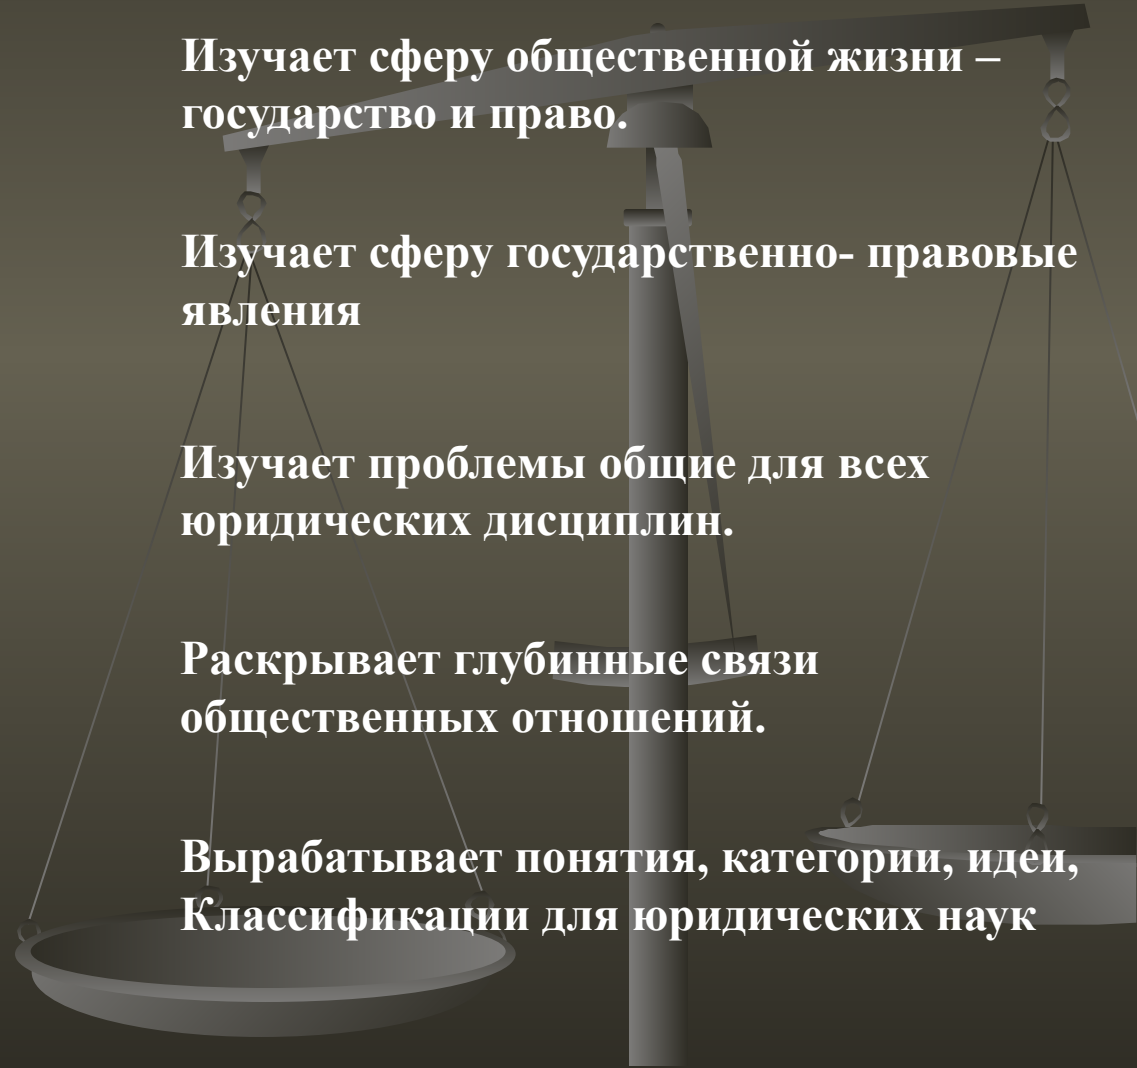 Изучает сферу общественной жизни –
государство и право.
Изучает сферу государственно- правовые
явления
Изучает проблемы общие для всех
юридических дисциплин.
Раскрывает глубинные связи
общественных отношений.
Вырабатывает понятия, категории, идеи,
Классификации для юридических наук